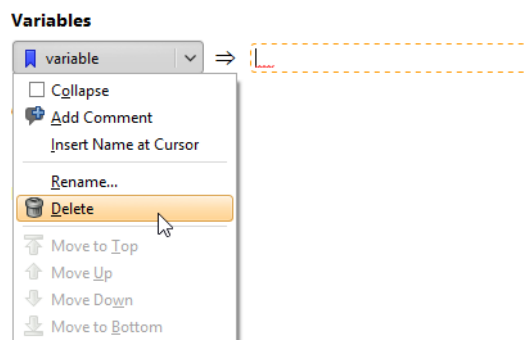 Variables
variable ⇒
Collapse
Add Comment
Insert Name at Cursor
Rename...
Delete
Move to Top
Move Up
Move Down
Move to Bottom